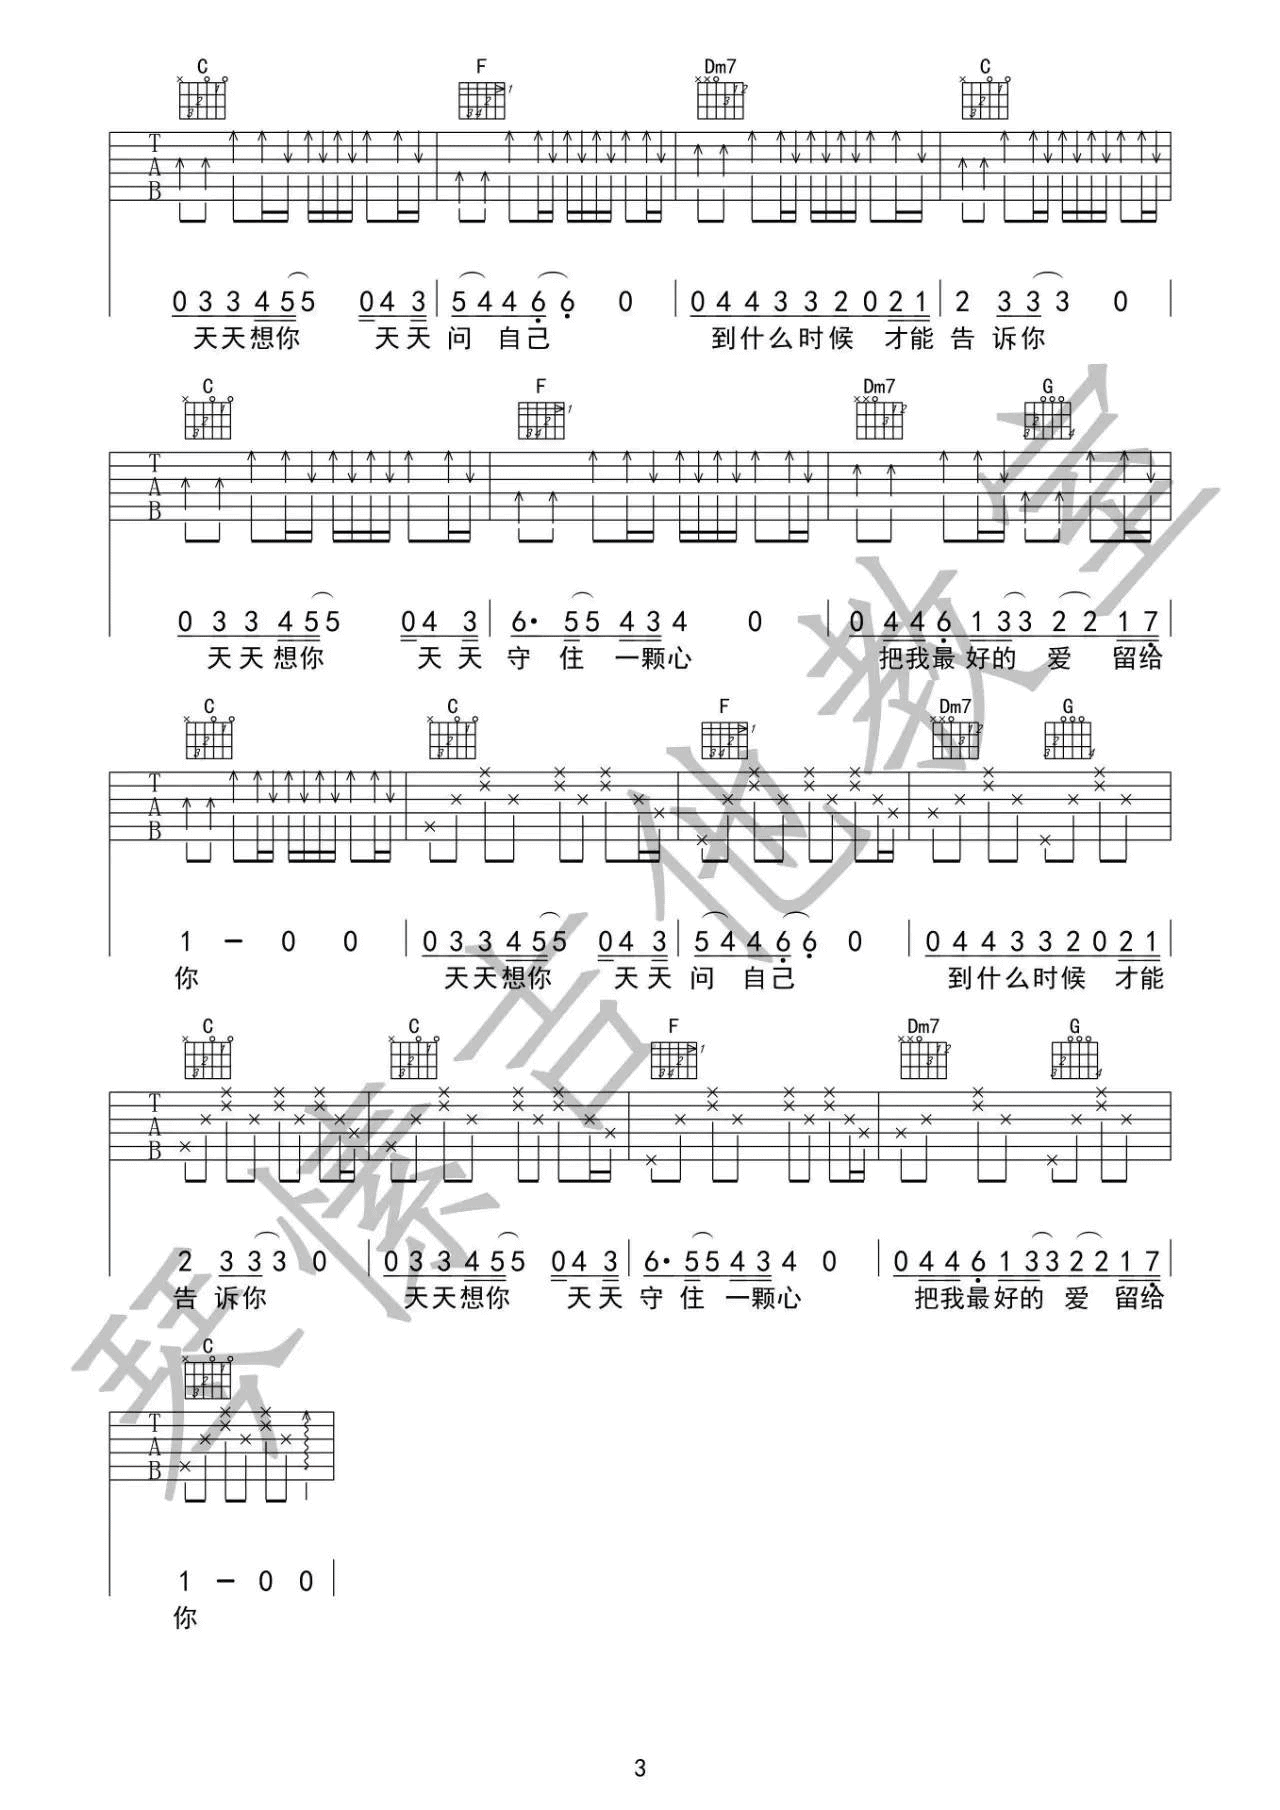 C F Dm7 C
T A B
0 3 3 4 5 5 0 4 3 5 4 4 6 6 0 0 4 4 3 3 2 0 2 1 2 3 3 3 0
天天想你 天天 问 自己 到什么时候 才能 告 诉你
C F Dm7 G
T A B
0 3 3 4 5 5 0 4 3 6· 5 5 4 3 4 0 0 4 4 6 1 3 3 2 2 1 7
天天想你 天天 守 住 一颗心 把我最好的 爱 留给
C C F Dm7 G
T A B
1 – 0 0 0 3 3 4 5 5 0 4 3 5 4 4 6 6 0 0 4 4 3 3 2 0 2 1
你 天天想你 天天 问 自己 到什么时候 才能
C C F Dm7 G
T A B
2 3 3 3 0 0 3 3 4 5 5 0 4 3 6· 5 5 4 3 4 0 0 4 4 6 1 3 3 2 2 1 7
告 诉你 天天想你 天天 守 住 一颗心 把我最好的 爱 留给
C
T A B
1 – 0 0
你
琴愫吉他教室
3